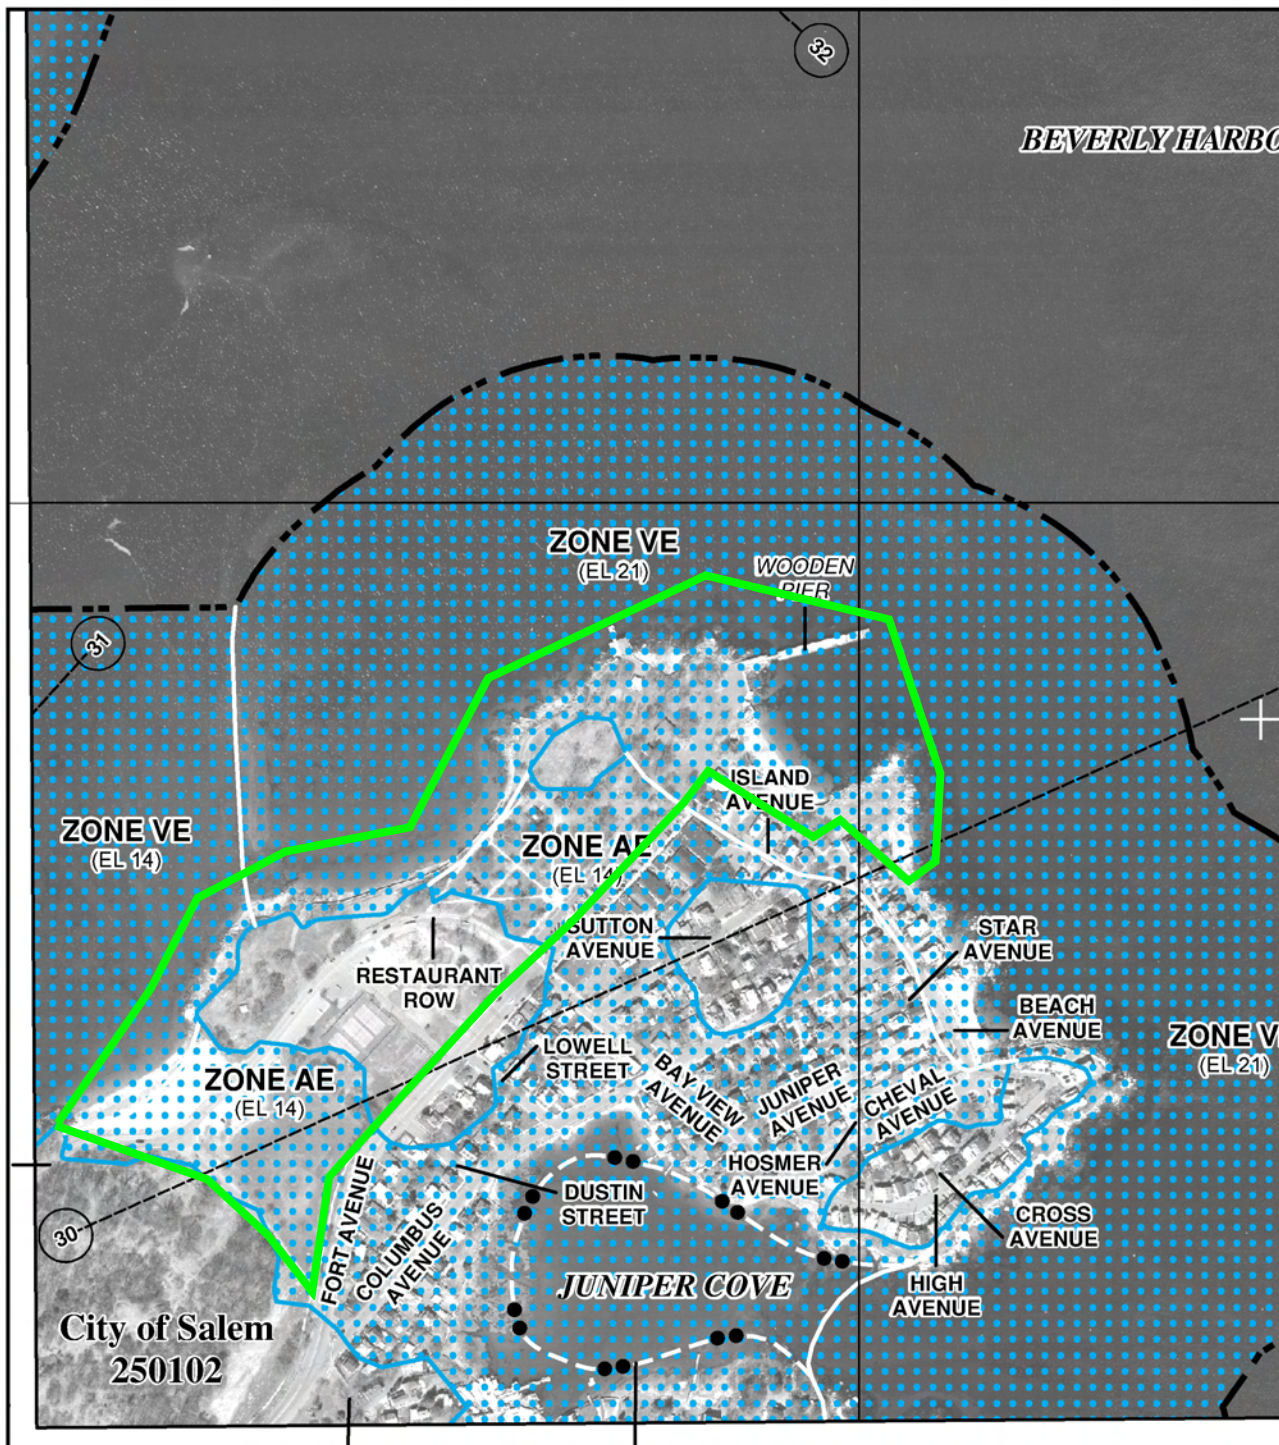 32
BEVERLY HARBO
ZONE VE
(EL 21)
WOODEN
PIER
31
ISLAND
AVENUE
ZONE VE
(EL 14)
ZONE AE
(EL 14)
SUTTON
AVENUE
STAR
AVENUE
RESTAURANT
ROW
BEACH
AVENUE
ZONE V
(EL 21)
LOWELL
STREET
ZONE AE
(EL 14)
BAY VIEW
AVENUE
JUNIPER
AVENUE
CHEVAL
AVENUE
HOSMER
AVENUE
DUSTIN
STREET
FORT AVENUE
COLUMBUS
AVENUE
CROSS
AVENUE
30
JUNIPER COVE
HIGH
AVENUE
City of Salem
250102